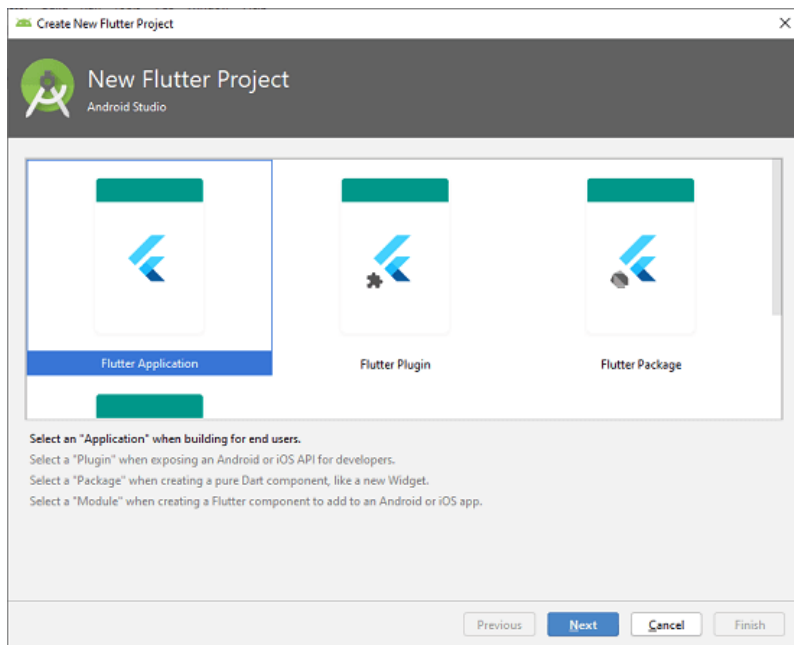 Create New Flutter Project
New Flutter Project
Android Studio
Flutter Application
Flutter Plugin
Flutter Package
Select an "Application" when building for end users.
Select a "Plugin" when exposing an Android or iOS API for developers.
Select a "Package" when creating a pure Dart component, like a new Widget.
Select a "Module" when creating a Flutter component to add to an Android or iOS app.
Previous
Next
Cancel
Finish